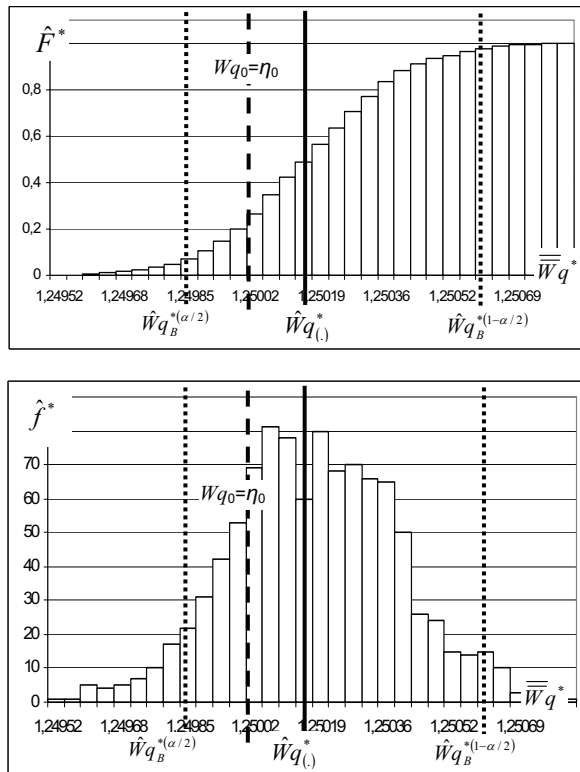 F̂*
Wq₀=η₀
0,8
0,6
0,4
0,2
0
W̿q*
1,24952 1,24968 1,24985 1,25002 1,25019 1,25036 1,25052 1,25069
Ŵq_B^{*(α/2)} Ŵq_{(.)}^{*} Ŵq_B^{*(1-α/2)}
f̂*
70
60
Wq₀=η₀
50
40
30
20
10
0
W̿q*
1,24952 1,24968 1,24985 1,25002 1,25019 1,25036 1,25052 1,25069
Ŵq_B^{*(α/2)} Ŵq_{(.)}^{*} Ŵq_B^{*(1-α/2)}